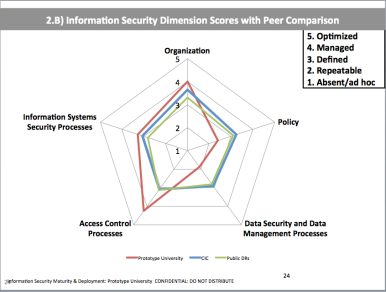 2.B) Information Security Dimension Scores with Peer Comparison
5. Optimized
4. Managed
3. Defined
2. Repeatable
1. Absent/ad hoc
Organization
5
4
3
2
1
Information Systems
Security Processes
Policy
Access Control
Processes
Data Security and Data
Management Processes
Prototype University
CIC
Public DRs
24
Information Security Maturity & Deployment: Prototype University CONFIDENTIAL: DO NOT DISTRIBUTE